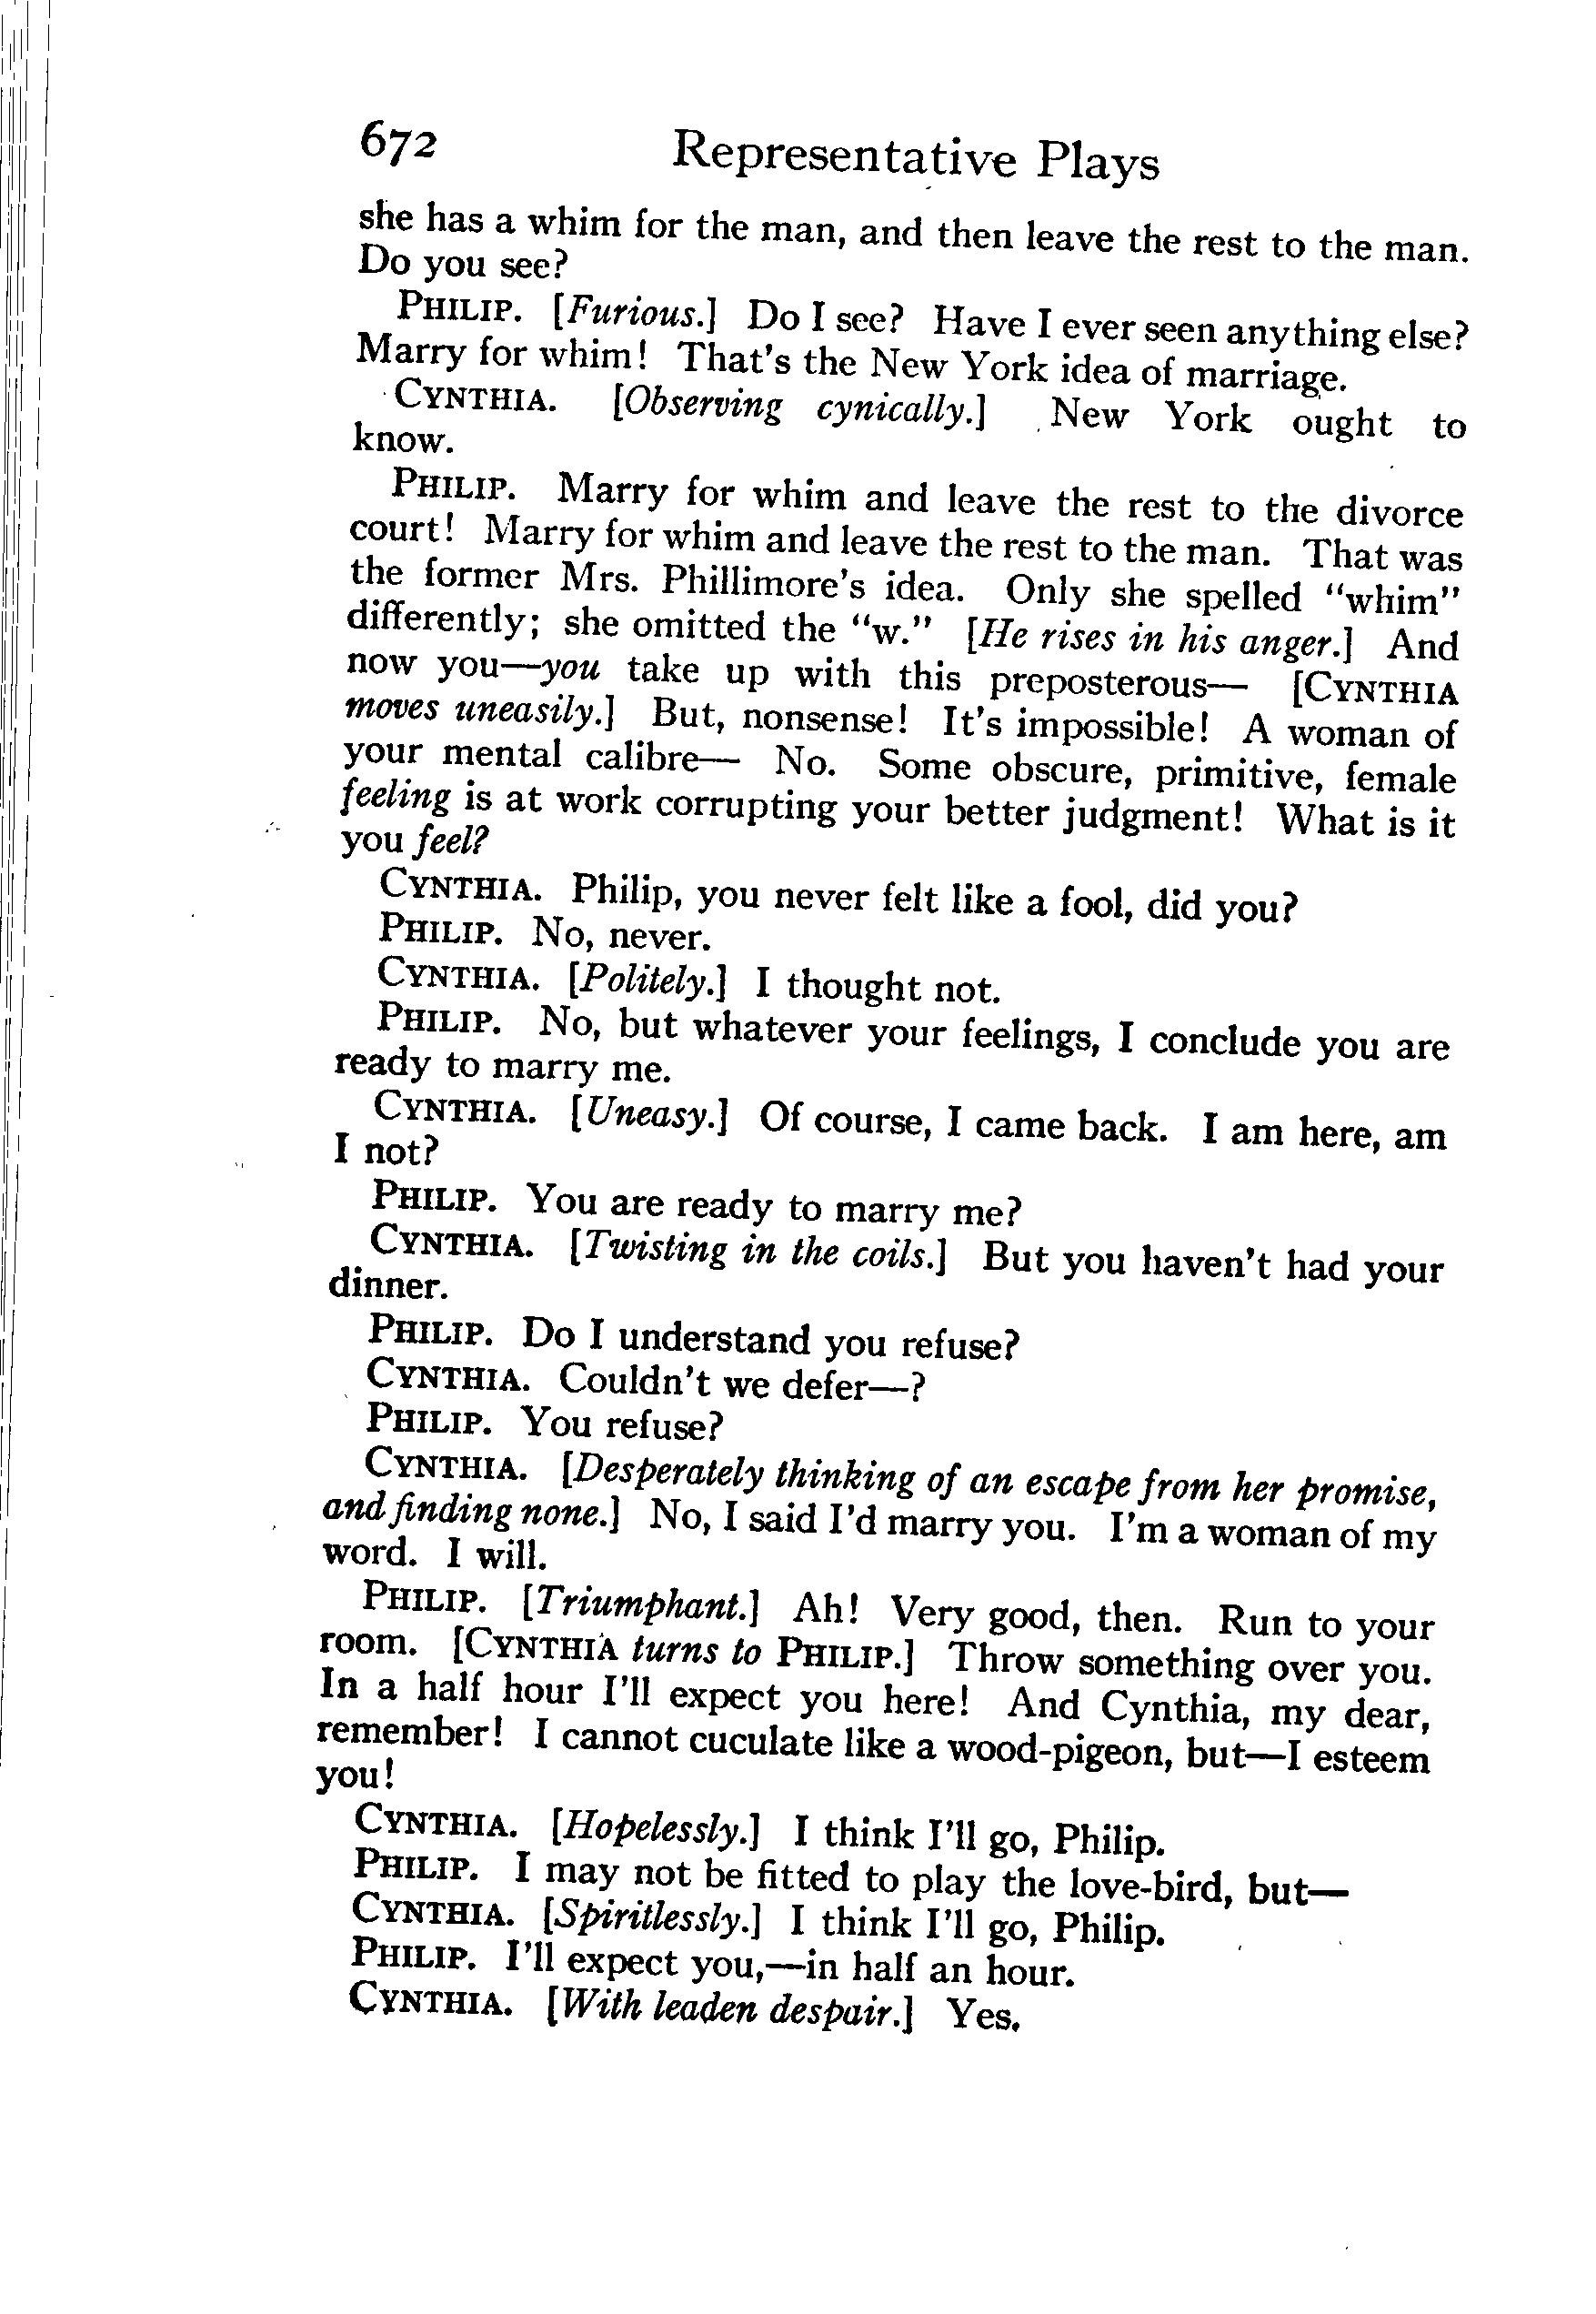 672 Representative Plays
she has a whim for the man, and then leave the rest to the man.
Do you see?
PHILIP. [Furious.] Do I see? Have I ever seen anything else?
Marry for whim! That's the New York idea of marriage.
CYNTHIA. [Observing cynically.] New York ought to
know.
PHILIP. Marry for whim and leave the rest to the divorce
court! Marry for whim and leave the rest to the man. That was
the former Mrs. Phillimore's idea. Only she spelled "whim"
differently; she omitted the "w." [He rises in his anger.] And
now you—you take up with this preposterous— [CYNTHIA
moves uneasily.] But, nonsense! It's impossible! A woman of
your mental calibre— No. Some obscure, primitive, female
feeling is at work corrupting your better judgment! What is it
you feel?
CYNTHIA. Philip, you never felt like a fool, did you?
PHILIP. No, never.
CYNTHIA. [Politely.] I thought not.
PHILIP. No, but whatever your feelings, I conclude you are
ready to marry me.
CYNTHIA. [Uneasy.] Of course, I came back. I am here, am
I not?
PHILIP. You are ready to marry me?
CYNTHIA. [Twisting in the coils.] But you haven't had your
dinner.
PHILIP. Do I understand you refuse?
CYNTHIA. Couldn't we defer—?
PHILIP. You refuse?
CYNTHIA. [Desperately thinking of an escape from her promise,
and finding none.] No, I said I'd marry you. I'm a woman of my
word. I will.
PHILIP. [Triumphant.] Ah! Very good, then. Run to your
room. [CYNTHIA turns to PHILIP.] Throw something over you.
In a half hour I'll expect you here! And Cynthia, my dear,
remember! I cannot cuculate like a wood-pigeon, but—I esteem
you!
CYNTHIA. [Hopelessly.] I think I'll go, Philip.
PHILIP. I may not be fitted to play the love-bird, but—
CYNTHIA. [Spiritlessly.] I think I'll go, Philip.
PHILIP. I'll expect you,—in half an hour.
CYNTHIA. [With leaden despair.] Yes.